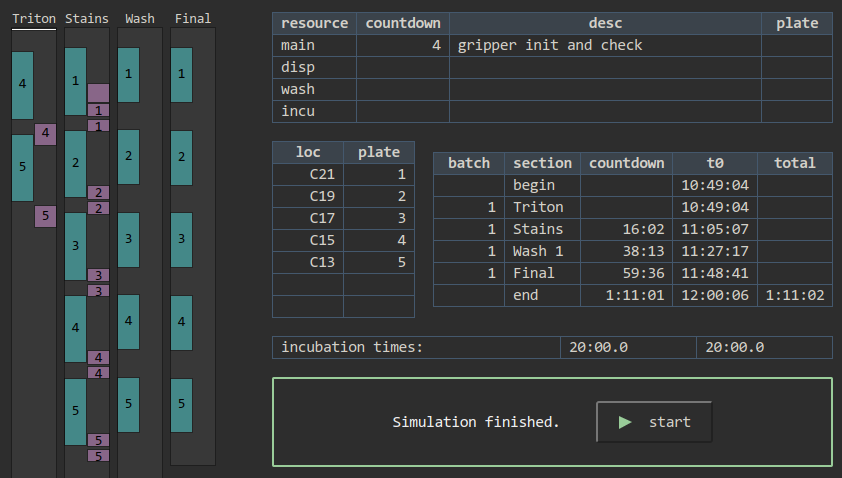 Triton Stains Wash Final
4
5
4
5
1
1
1
2
2
2
3
3
3
4
4
4
5
5
5
1
2
3
4
5
1
2
3
4
5
resource countdown desc plate
main 4 gripper init and check
disp
wash
incu
loc plate
C21 1
C19 2
C17 3
C15 4
C13 5
batch section countdown t0 total
begin 10:49:04
1 Triton 10:49:04
1 Stains 16:02 11:05:07
1 Wash 1 38:13 11:27:17
1 Final 59:36 11:48:41
end 1:11:01 12:00:06 1:11:02
incubation times: 20:00.0 20:00.0
Simulation finished. start